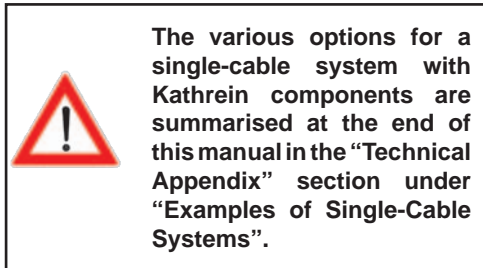 The various options for a
single-cable system with
Kathrein components are
summarised at the end of
this manual in the “Technical
Appendix” section under
“Examples of Single-Cable
Systems”.